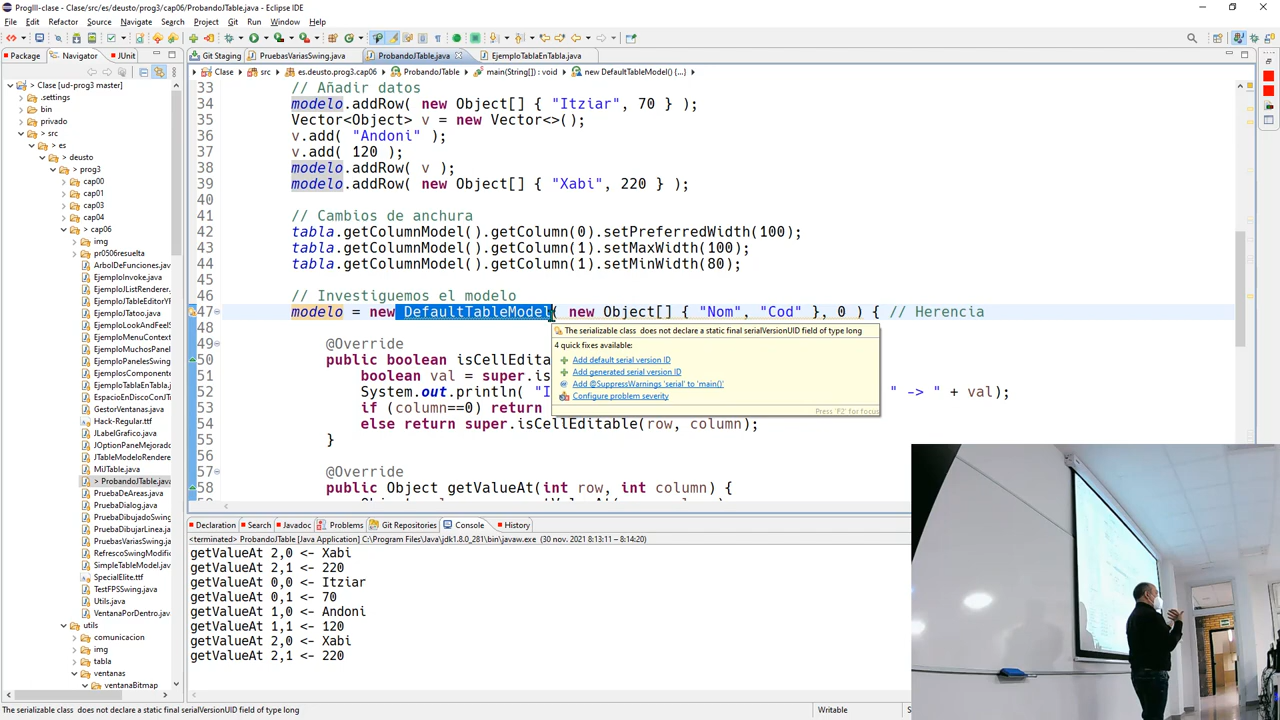 ProgIII-clase - Clase/src/es/deusto/prog3/cap06/ProbandoJTable.java - Eclipse IDE
File Edit Refactor Source Navigate Search Project Git Run Window Help
Package Navigator JUnit
Git Staging PruebasVariasSwing.java ProbandoJTable.java EjemploTablaEnTabla.java
Clase src es.deusto.prog3.cap06 ProbandoJTable main(String[]) : void new DefaultTableModel() {...}
> Clase [ud-prog3 master]
.settings
bin
privado
> src
> es
> deusto
> prog3
cap00
cap01
cap03
cap04
> cap06
img
pr0506resuelta
ArbolDeFunciones.java
EjemploInvoke.java
EjemploJListRender.java
EjemploJTableEditorYF
EjemploJTatoo.java
EjemploLookAndFeel
EjemploMenuContext
EjemploMuchosPanel
EjemploPanelesSwing
EjemplosAccionSwing
EjemploTablaEnTabla.j
EspacioEnDiscoConJT
GestorVentanas.java
Hack-Regular.ttf
JLabelGrafico.java
JOptionPaneMejorado
JTableModeloRendere
MiJTable.java
> ProbandoJTable.java
PruebaDeAreas.java
PruebaDialog.java
PruebaDibujadoSwing
PruebaDibujarLinea.jav
PruebasVariasSwing.ja
RefrescoSwingModific
SimpleTableModel.java
SpecialElite.ttf
TestFPSSwing.java
Utils.java
VentanaPorDentro.java
utils
comunicacion
img
tabla
ventanas
ventanaBitmap
33 // Añadir datos
34 modelo.addRow( new Object[] { "Itziar", 70 } );
35 Vector<Object> v = new Vector<>();
36 v.add( "Andoni" );
37 v.add( 120 );
38 modelo.addRow( v );
39 modelo.addRow( new Object[] { "Xabi", 220 } );
40
41 // Cambios de anchura
42 tabla.getColumnModel().getColumn(0).setPreferredWidth(100);
43 tabla.getColumnModel().getColumn(1).setMaxWidth(100);
44 tabla.getColumnModel().getColumn(1).setMinWidth(80);
45
46 // Investiguemos el modelo
47 modelo = new DefaultTableModel( new Object[] { "Nom", "Cod" }, 0 ) { // Herencia
48
49 @Override
50 public boolean isCellEdita
51 boolean val = super.is
52 System.out.println( "I " -> " + val);
53 if (column==0) return
54 else return super.isCellEditable(row, column);
55 }
56
57 @Override
58 public Object getValueAt(int row, int column) {
The serializable class does not declare a static final serialVersionUID field of type long
4 quick fixes available:
Add default serial version ID
Add generated serial version ID
Add @SuppressWarnings 'serial' to 'main()'
Configure problem severity
Press 'F2' for focus
Declaration Search Javadoc Problems Git Repositories Console History
<terminated> ProbandoJTable [Java Application] C:\Program Files\Java\jdk1.8.0_281\bin\javaw.exe (30 nov. 2021 8:13:11 – 8:14:20)
getValueAt 2,0 <- Xabi
getValueAt 2,1 <- 220
getValueAt 0,0 <- Itziar
getValueAt 0,1 <- 70
getValueAt 1,0 <- Andoni
getValueAt 1,1 <- 120
getValueAt 2,0 <- Xabi
getValueAt 2,1 <- 220
The serializable class does not declare a static final serialVersionUID field of type long
Writable